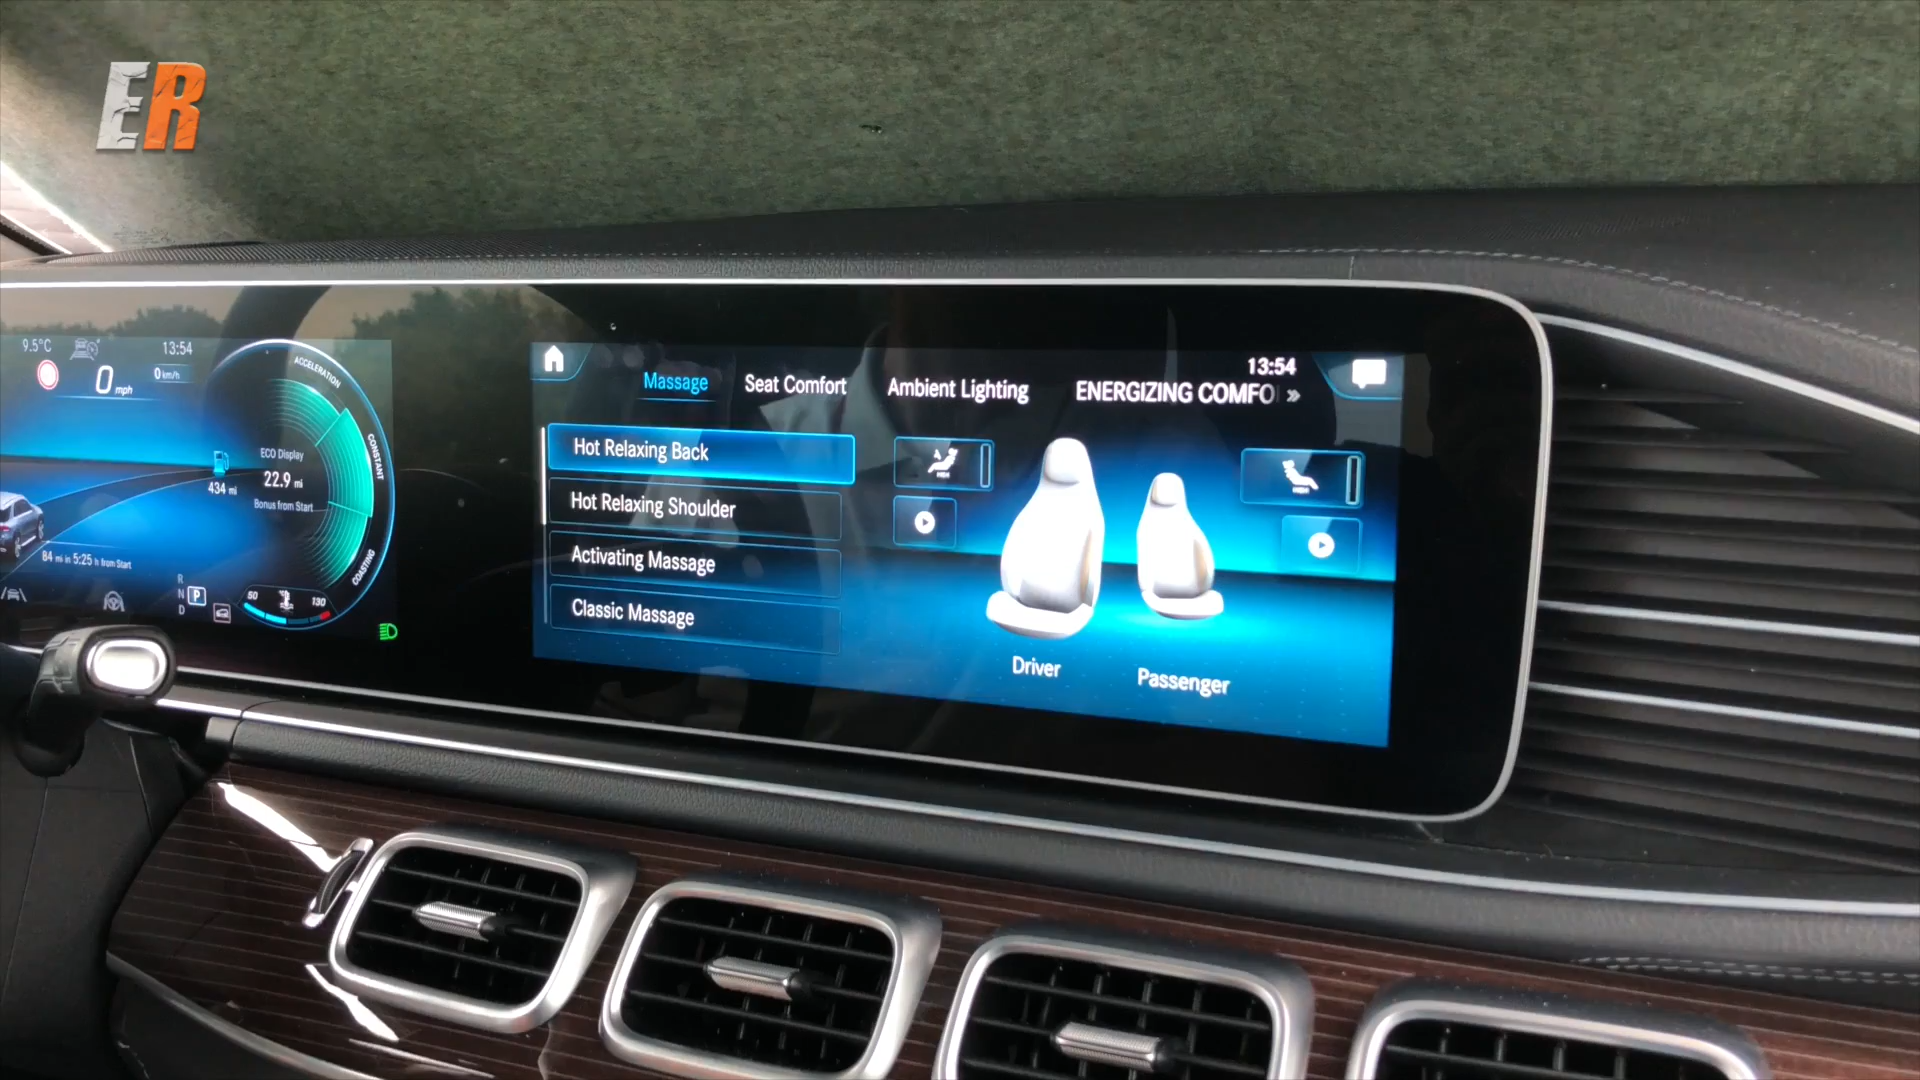 ER
9.5°C
13:54
0 mph
0 km/h
ACCELERATION
CONSTANT
COASTING
ECO Display
22.9 mi
Bonus from Start
434 mi
84 mi in 5:25 h from Start
R
N
D
P
50
130
13:54
Massage
Seat Comfort
Ambient Lighting
ENERGIZING COMFO
Hot Relaxing Back
Hot Relaxing Shoulder
Activating Massage
Classic Massage
Driver
Passenger